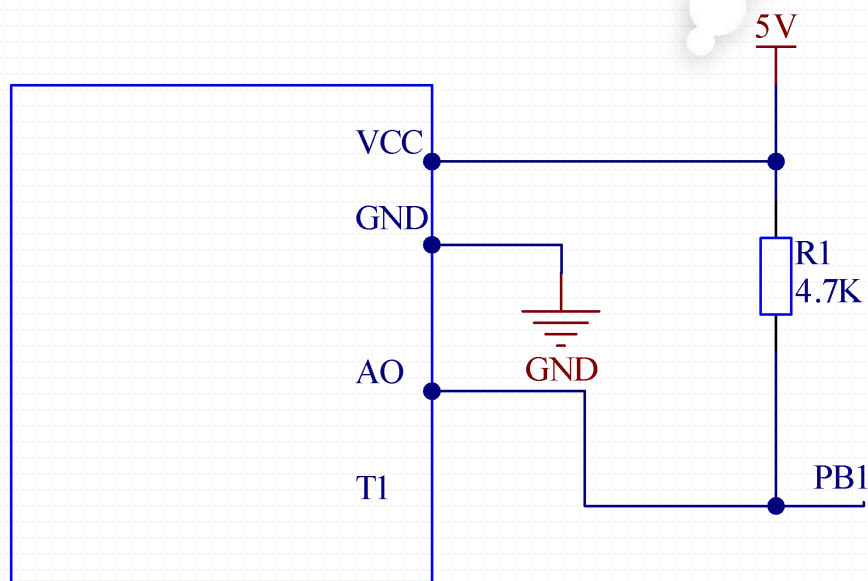 5V
VCC
GND
R1
4.7K
GND
AO
PB1
T1